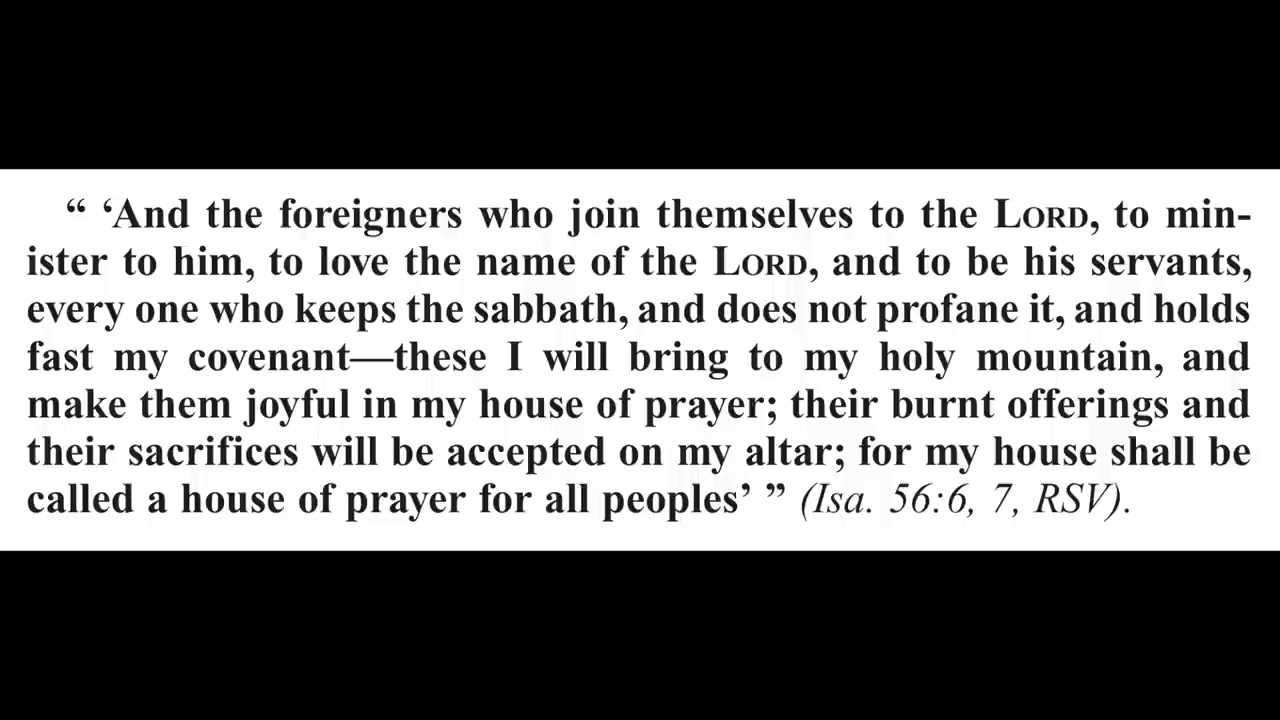 “ ‘And the foreigners who join themselves to the LORD, to min-
ister to him, to love the name of the LORD, and to be his servants,
every one who keeps the sabbath, and does not profane it, and holds
fast my covenant—these I will bring to my holy mountain, and
make them joyful in my house of prayer; their burnt offerings and
their sacrifices will be accepted on my altar; for my house shall be
called a house of prayer for all peoples’ ” (Isa. 56:6, 7, RSV).